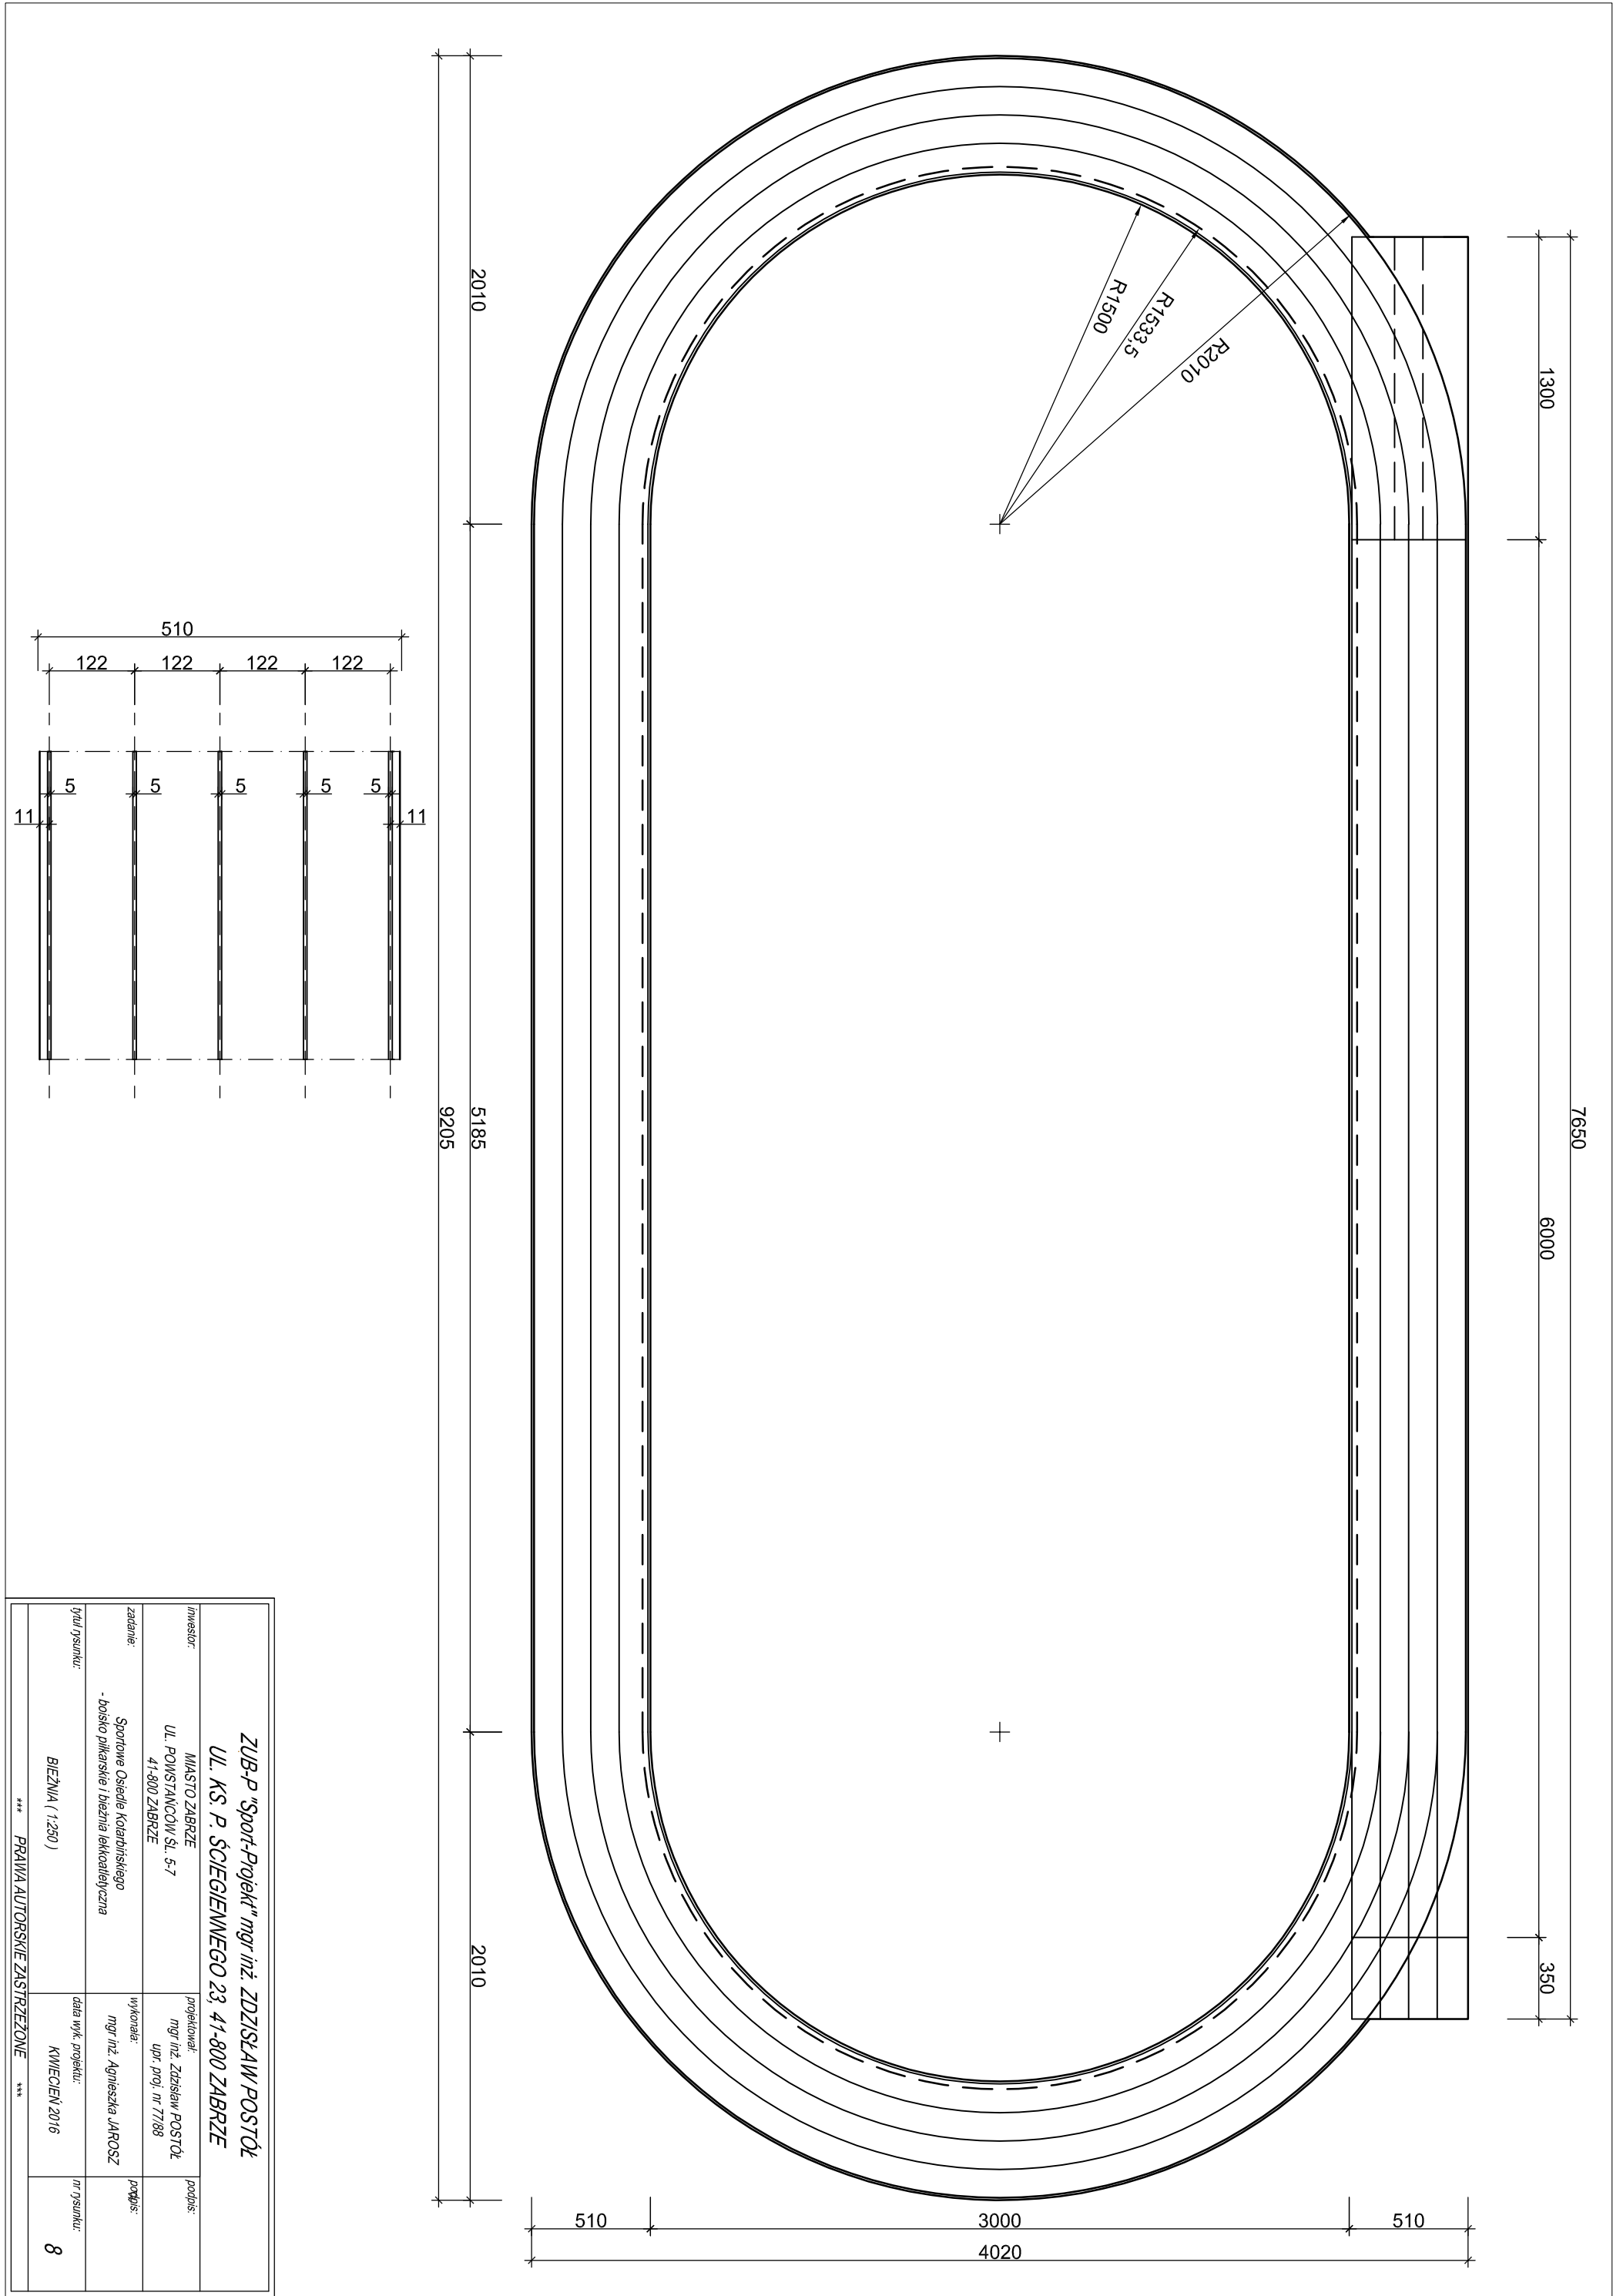 7650
1300
6000
350
2010
5185
2010
9205
R1500
R1533,5
R2010
510
122
122
122
122
5
5
5
5
5
11
11
510
3000
510
4020
ZUB-P "Sport-Projekt" mgr inż. ZDZISŁAW POSTÓŁ
UL. KS. P. ŚCIEGIENNEGO 23, 41-800 ZABRZE
inwestor:
MIASTO ZABRZE
UL. POWSTAŃCÓW ŚL. 5-7
41-800 ZABRZE
projektował:
mgr inż. Zdzisław POSTÓŁ
upr. proj. nr 77/88
podpis:
zadanie:
Sportowe Osiedle Kotarbińskiego
- boisko piłkarskie i bieżnia lekkoatletyczna
wykonała:
mgr inż. Agnieszka JAROSZ
podpis:
tytuł rysunku:
BIEŻNIA ( 1:250 )
data wyk. projektu:
KWIECIEŃ 2016
nr rysunku:
8
*** PRAWA AUTORSKIE ZASTRZEŻONE ***